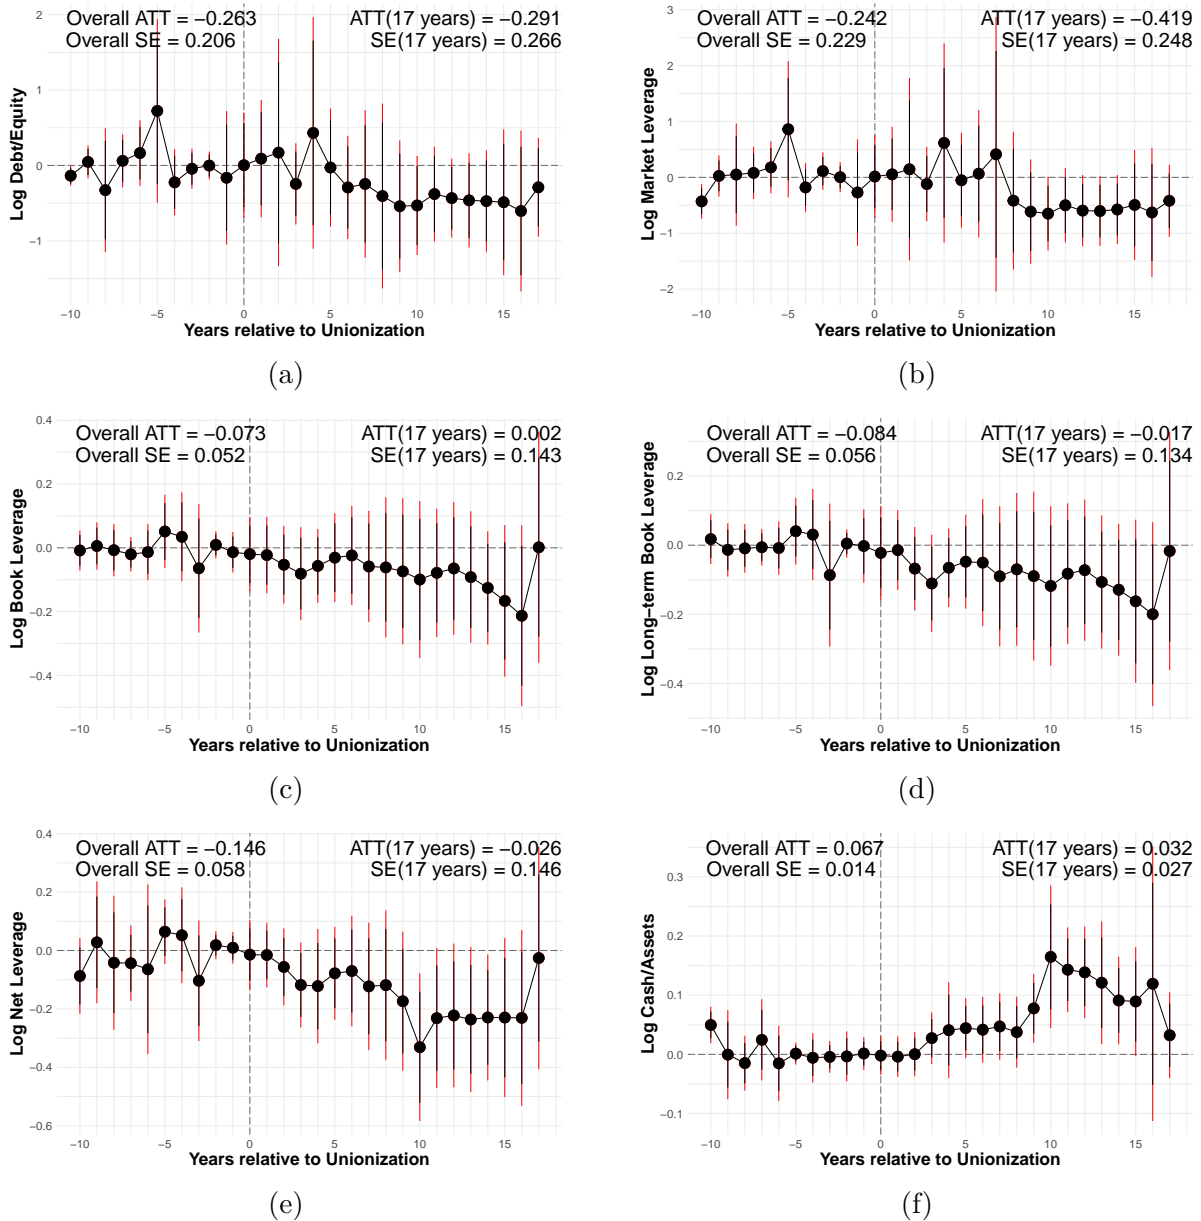 Overall ATT = −0.263
Overall SE = 0.206
ATT(17 years) = −0.291
SE(17 years) = 0.266
Log Debt/Equity
2
1
0
−1
−10 −5 0 5 10 15
Years relative to Unionization
(a)
Overall ATT = −0.242
Overall SE = 0.229
ATT(17 years) = −0.419
SE(17 years) = 0.248
Log Market Leverage
3
2
1
0
−1
−2
−10 −5 0 5 10 15
Years relative to Unionization
(b)
Overall ATT = −0.073
Overall SE = 0.052
ATT(17 years) = 0.002
SE(17 years) = 0.143
Log Book Leverage
0.4
0.2
0.0
−0.2
−0.4
−10 −5 0 5 10 15
Years relative to Unionization
(c)
Overall ATT = −0.084
Overall SE = 0.056
ATT(17 years) = −0.017
SE(17 years) = 0.134
Log Long−term Book Leverage
0.2
0.0
−0.2
−0.4
−10 −5 0 5 10 15
Years relative to Unionization
(d)
Overall ATT = −0.146
Overall SE = 0.058
ATT(17 years) = −0.026
SE(17 years) = 0.146
Log Net Leverage
0.4
0.2
0.0
−0.2
−0.4
−0.6
−10 −5 0 5 10 15
Years relative to Unionization
(e)
Overall ATT = 0.067
Overall SE = 0.014
ATT(17 years) = 0.032
SE(17 years) = 0.027
Log Cash/Assets
0.3
0.2
0.1
0.0
−0.1
−10 −5 0 5 10 15
Years relative to Unionization
(f)